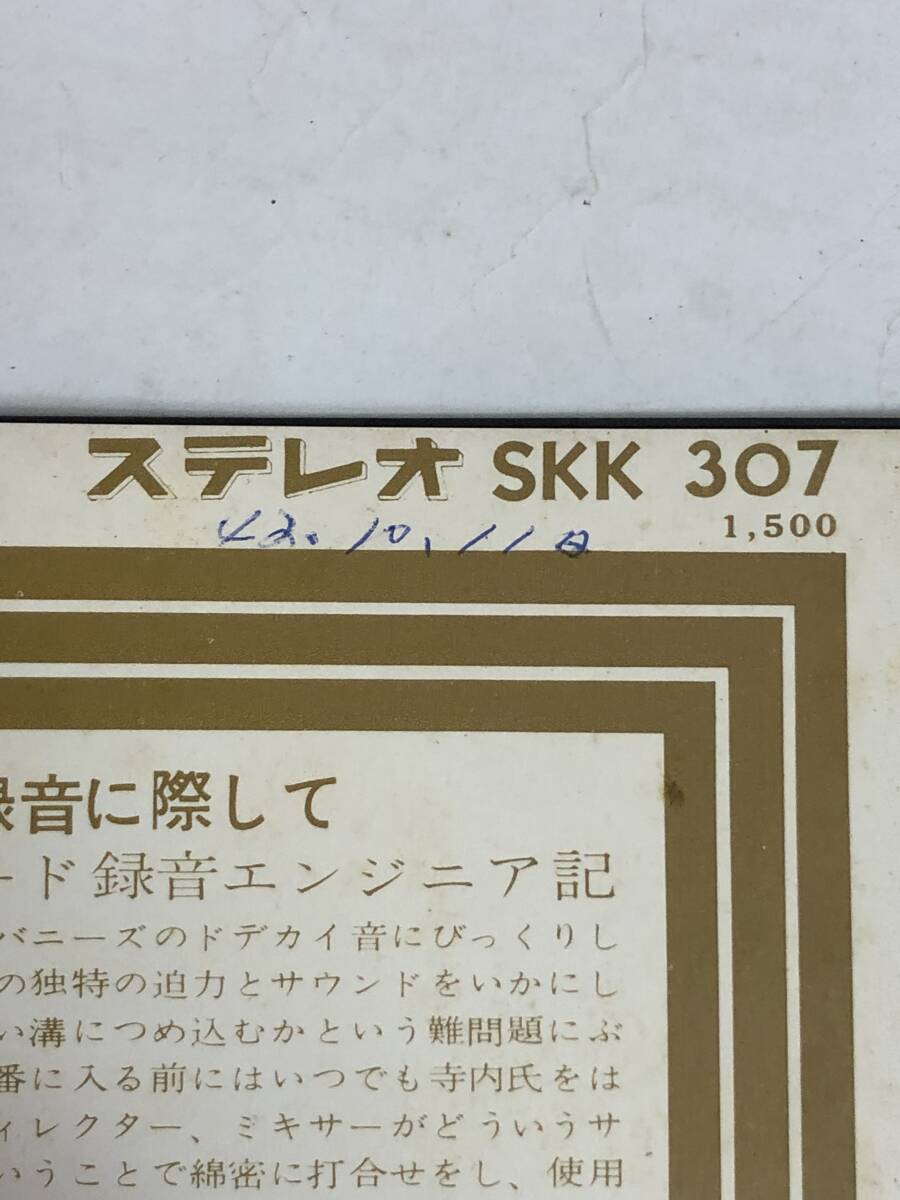 ステレオ SKK 307
1,500
42.10.11日
録音に際して
ード録音エンジニア記
バニーズのドデカイ音にびっくりし
の独特の迫力とサウンドをいかにし
い溝につめ込むかという難問題にぶ
番に入る前にはいつでも寺内氏をは
ィレクター、ミキサーがどういうサ
いうことで綿密に打合せをし、使用